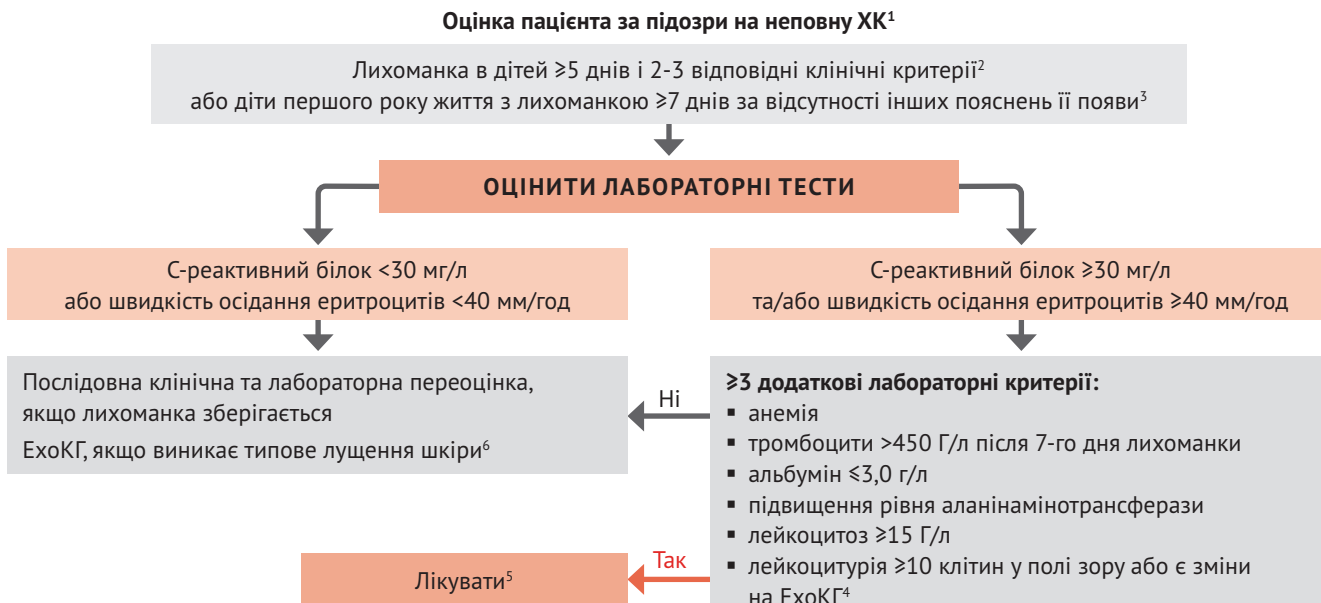 Оцінка пацієнта за підозри на неповну ХК¹
Лихоманка в дітей ⩾5 днів і 2-3 відповідні клінічні критерії²
або діти першого року життя з лихоманкою ⩾7 днів за відсутності інших пояснень її появи³
ОЦІНИТИ ЛАБОРАТОРНІ ТЕСТИ
С-реактивний білок <30 мг/л
або швидкість осідання еритроцитів <40 мм/год
С-реактивний білок ⩾30 мг/л
та/або швидкість осідання еритроцитів ⩾40 мм/год
Послідовна клінічна та лабораторна переоцінка,
якщо лихоманка зберігається
ЕхоКГ, якщо виникає типове лущення шкіри⁶
Ні
⩾3 додаткові лабораторні критерії:
▪ анемія
▪ тромбоцити >450 Г/л після 7-го дня лихоманки
▪ альбумін ⩽3,0 г/л
▪ підвищення рівня аланінамінотрансферази
▪ лейкоцитоз ⩾15 Г/л
▪ лейкоцитурія ⩾10 клітин у полі зору або є зміни
на ЕхоКГ⁴
Так
Лікувати⁵